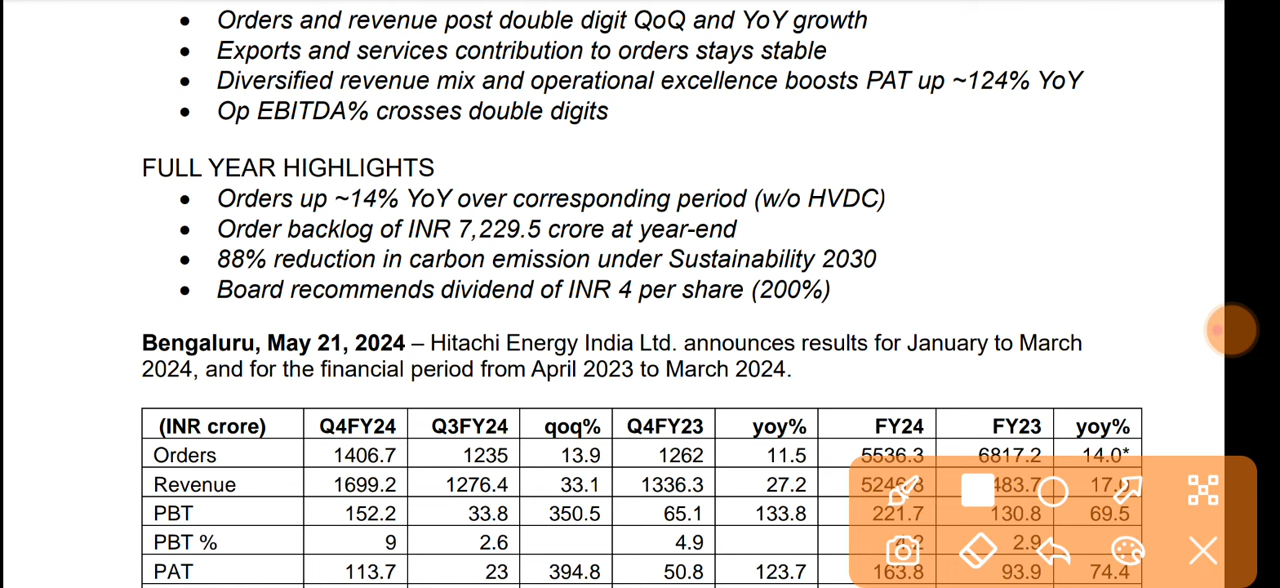 • Orders and revenue post double digit QoQ and YoY growth
• Exports and services contribution to orders stays stable
• Diversified revenue mix and operational excellence boosts PAT up ~124% YoY
• Op EBITDA% crosses double digits
FULL YEAR HIGHLIGHTS
• Orders up ~14% YoY over corresponding period (w/o HVDC)
• Order backlog of INR 7,229.5 crore at year-end
• 88% reduction in carbon emission under Sustainability 2030
• Board recommends dividend of INR 4 per share (200%)
Bengaluru, May 21, 2024 – Hitachi Energy India Ltd. announces results for January to March
2024, and for the financial period from April 2023 to March 2024.
(INR crore) Q4FY24 Q3FY24 qoq% Q4FY23 yoy% FY24 FY23 yoy%
Orders 1406.7 1235 13.9 1262 11.5 5536.3 6817.2 14.0*
Revenue 1699.2 1276.4 33.1 1336.3 27.2
PBT 152.2 33.8 350.5 65.1 133.8 221.7 130.8 69.5
PBT % 9 2.6 4.9 2.9
PAT 113.7 23 394.8 50.8 123.7 163.8 93.9 74.4